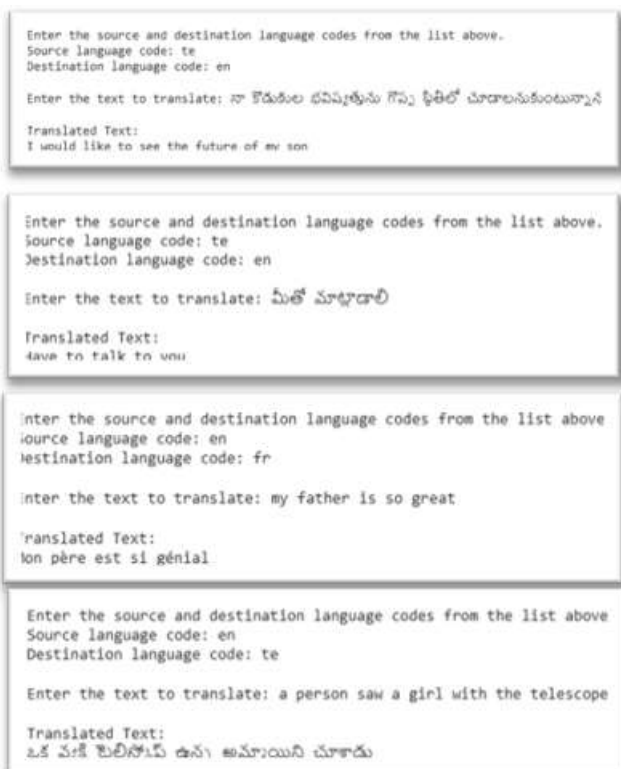 Enter the source and destination language codes from the list above.
Source language code: te
Destination language code: en
Enter the text to translate: నా కొడుకుల భవిష్యత్తును గొప్ప స్థితిలో చూడాలనుకుంటున్నాన
Translated Text:
I would like to see the future of my son
Enter the source and destination language codes from the list above.
Source language code: te
Destination language code: en
Enter the text to translate: మీతో మాట్లాడాలి
Translated Text:
Have to talk to you
Enter the source and destination language codes from the list above
Source language code: en
Destination language code: fr
Enter the text to translate: my father is so great
Translated Text:
Mon père est si génial
Enter the source and destination language codes from the list above
Source language code: en
Destination language code: te
Enter the text to translate: a person saw a girl with the telescope
Translated Text:
ఒక వ్యక్తి టెలిస్కోప్ ఉన్న అమ్మాయిని చూశాడు